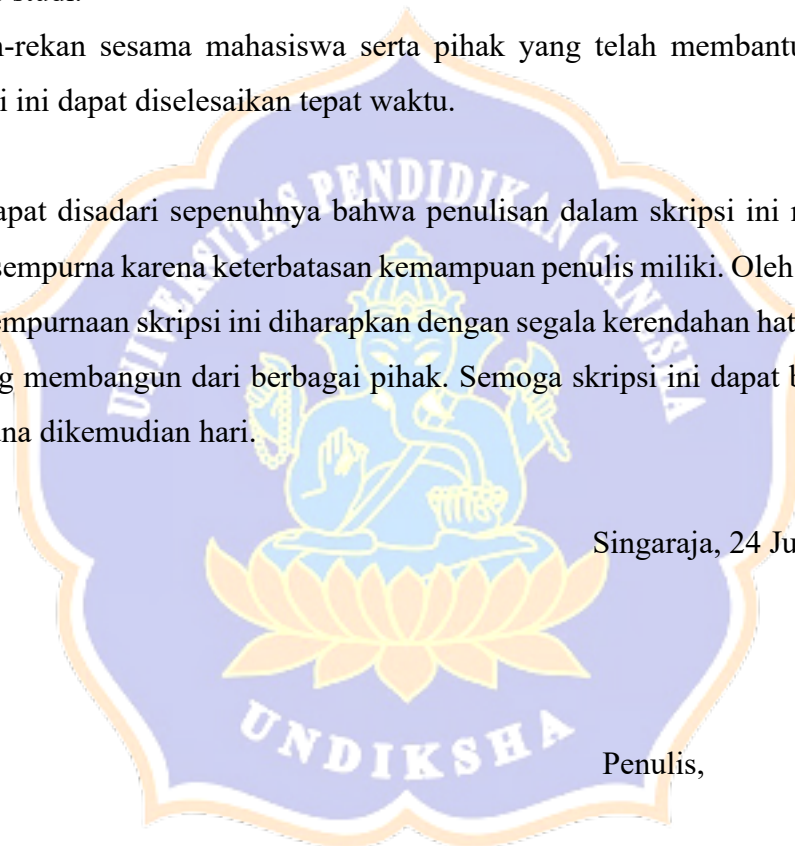 studi.
n-rekan sesama mahasiswa serta pihak yang telah membantu
i ini dapat diselesaikan tepat waktu.
apat disadari sepenuhnya bahwa penulisan dalam skripsi ini
sempurna karena keterbatasan kemampuan penulis miliki. Oleh
empurnaan skripsi ini diharapkan dengan segala kerendahan hat
g membangun dari berbagai pihak. Semoga skripsi ini dapat b
una dikemudian hari.
Singaraja, 24 Ju
Penulis,
UNIVERSITAS PENDIDIKAN GANESHA
UNDIKSHA